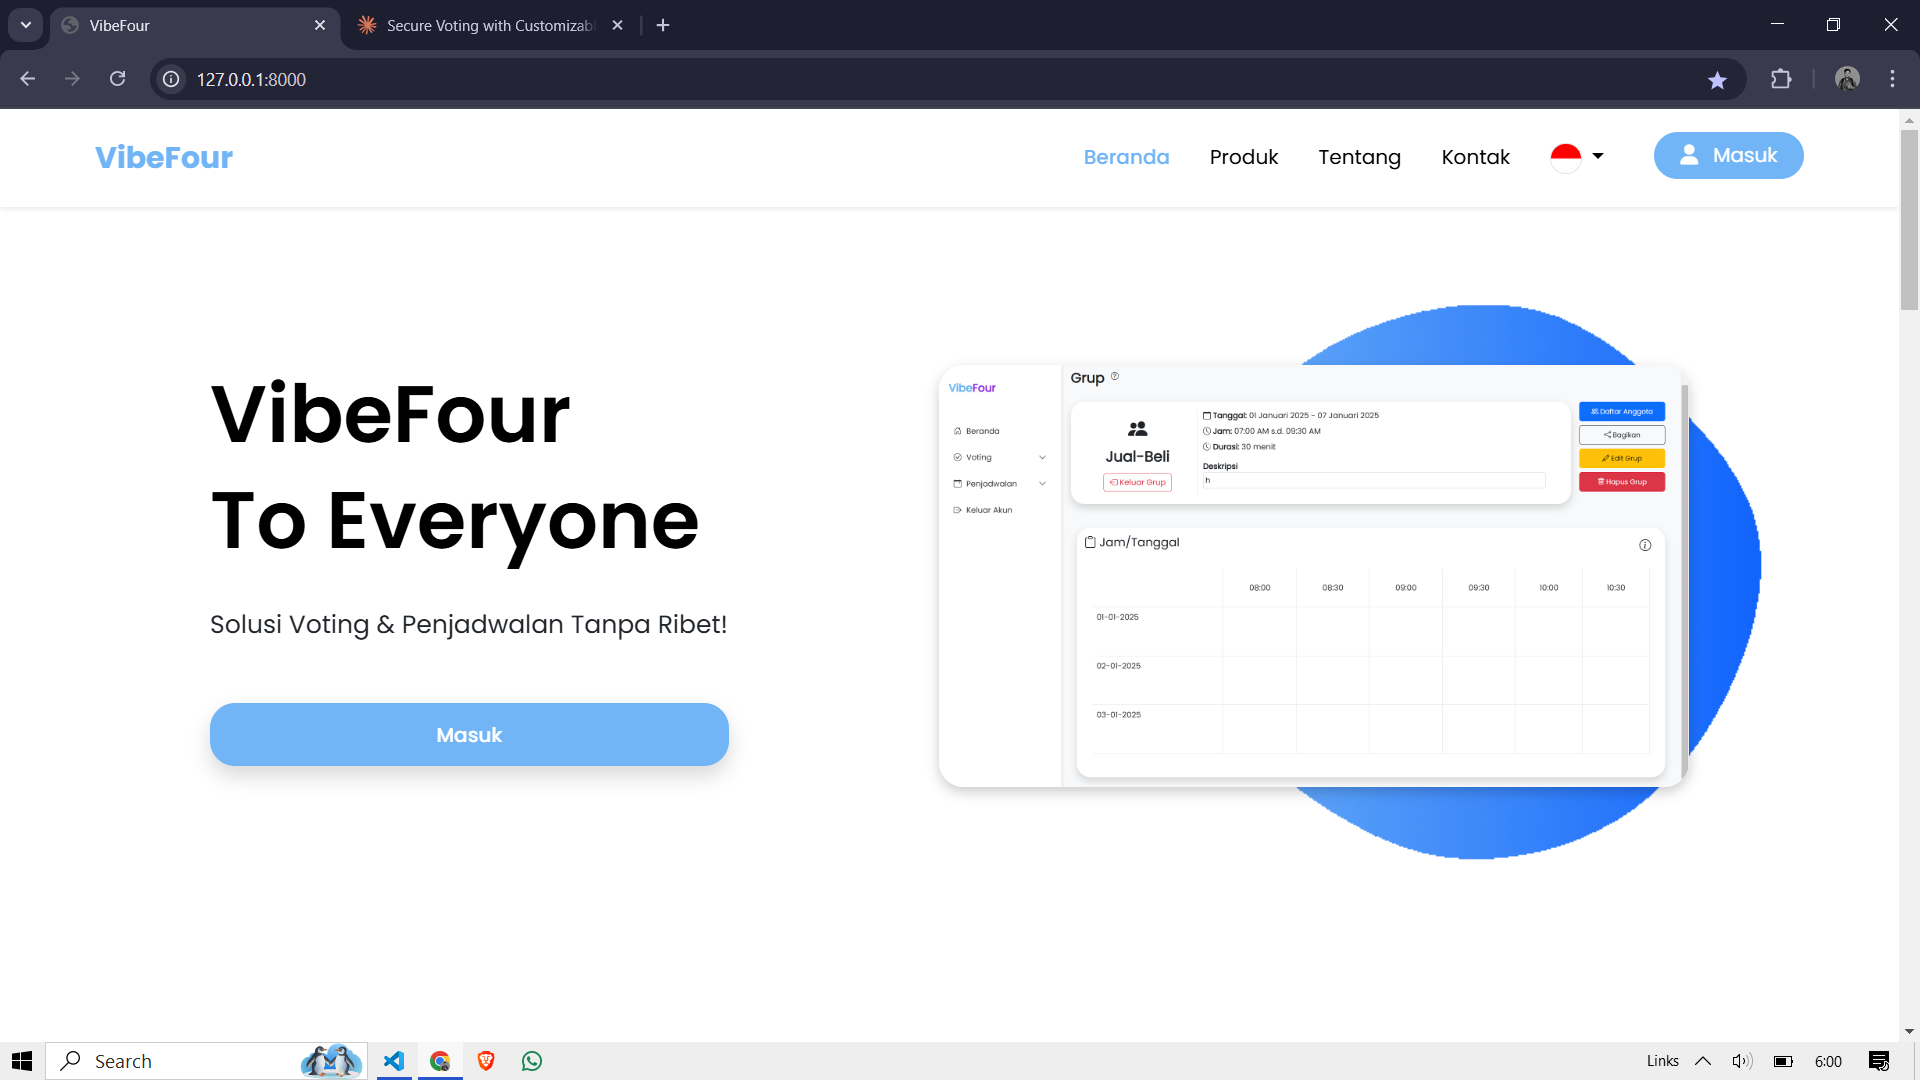 VibeFour
Secure Voting with Customizab
127.0.0.1:8000
VibeFour
Beranda
Produk
Tentang
Kontak
Masuk
VibeFour
To Everyone
Solusi Voting & Penjadwalan Tanpa Ribet!
Masuk
VibeFour
Beranda
Voting
Penjadwalan
Keluar Akun
Grup
Jual-Beli
Keluar Grup
Tanggal: 01 Januari 2025 - 07 Januari 2025
Jam: 07:00 AM s.d. 09:30 AM
Durasi: 30 menit
Deskripsi
h
Daftar Anggota
Bagikan
Edit Grup
Hapus Grup
Jam/Tanggal
08:00 08:30 09:00 09:30 10:00 10:30
01-01-2025
02-01-2025
03-01-2025
Search
Links
6:00